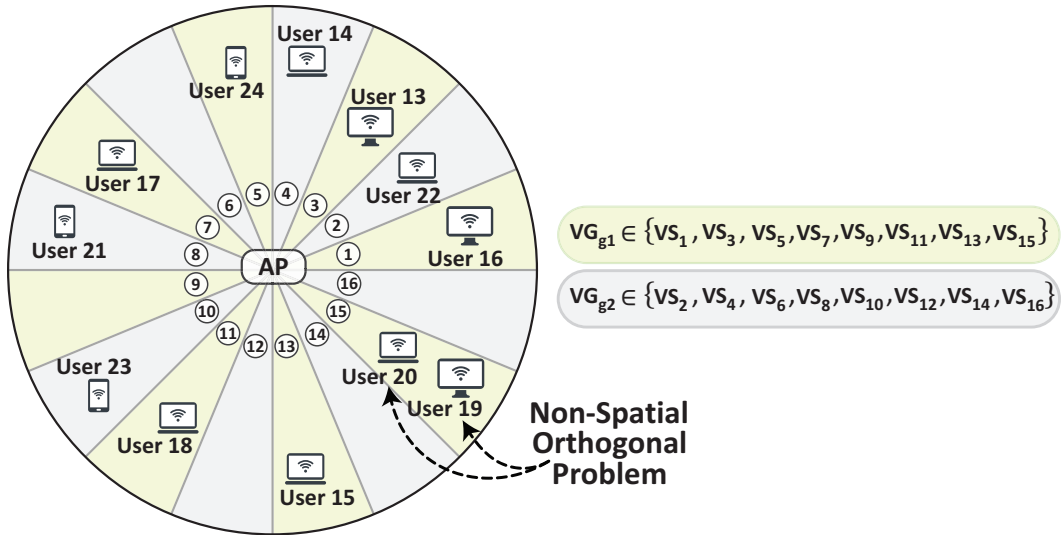 User 14
User 24
User 13
User 17
User 22
User 21
User 16
5
4
6
3
7
2
8
AP
1
9
16
10
15
11
12
13
14
User 23
User 20
User 18
User 19
User 15
Non-Spatial
Orthogonal
Problem
VG_g1 ∈ {VS_1, VS_3, VS_5, VS_7, VS_9, VS_11, VS_13, VS_15}
VG_g2 ∈ {VS_2, VS_4, VS_6, VS_8, VS_10, VS_12, VS_14, VS_16}